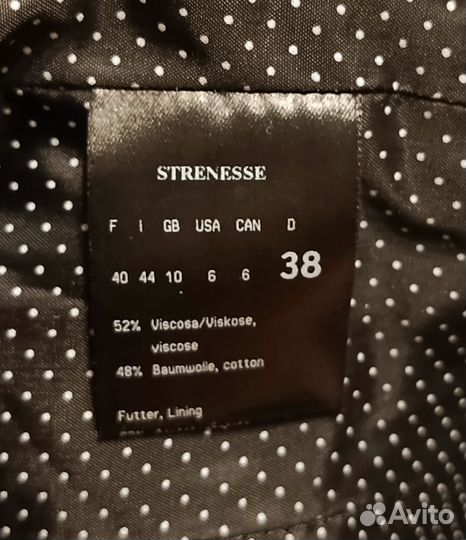 STRENESSE
F I GB USA CAN D
40 44 10 6 6 38
52% Viscosa/Viskose,
viscose
48% Baumwolle, cotton
Futter, Lining
Avito